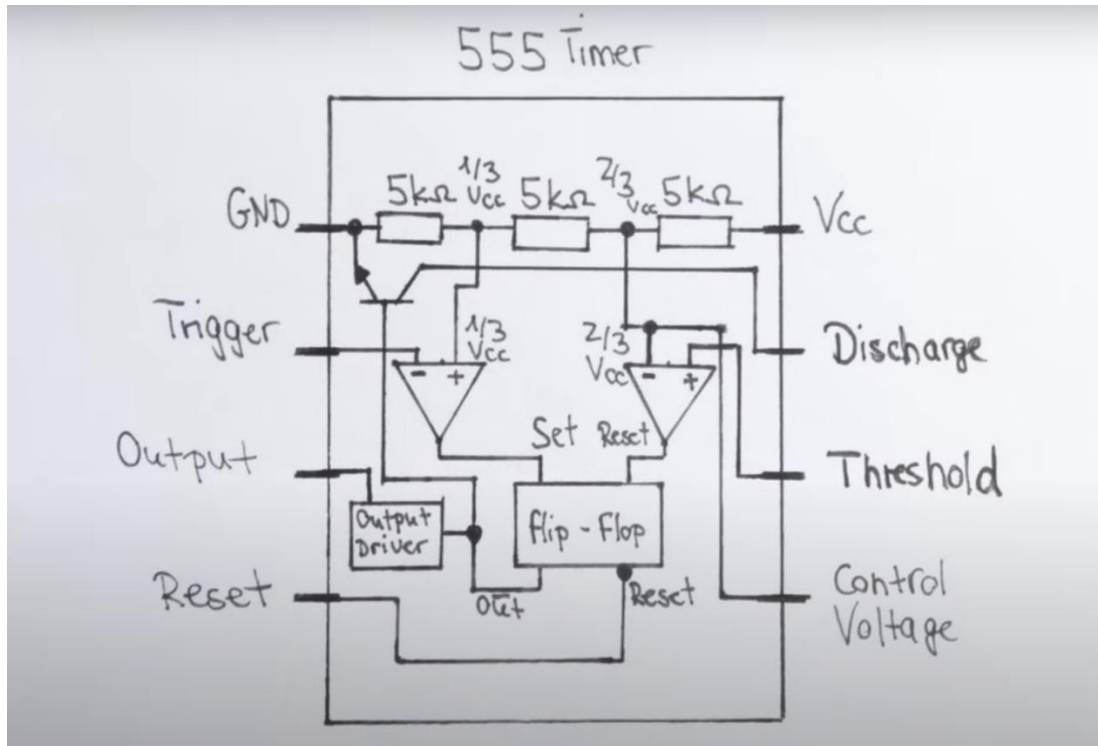 555 Timer
1/3
Vcc
2/3
Vcc
5kΩ
5kΩ
5kΩ
GND
Vcc
Trigger
1/3
Vcc
2/3
Vcc
Discharge
- +
- +
Output
Set
Reset
Threshold
Output
Driver
flip-Flop
Reset
Out
Reset
Control
Voltage